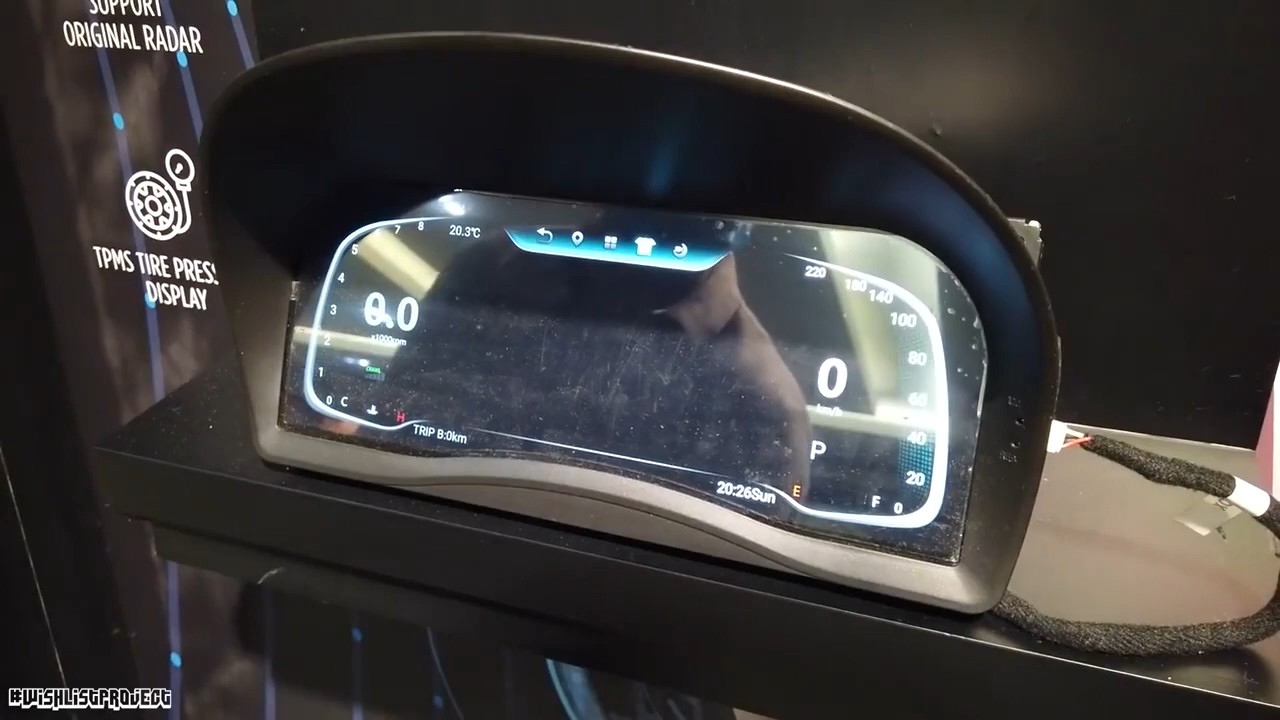 SUPPORT
ORIGINAL RADAR
TPMS TIRE PRESS
DISPLAY
20.3℃
8
7
5
4
3
2
1
0
0.0
x1000rpm
C
H
TRIP B:0km
220
180
140
100
80
60
40
20
0
0
km/h
P
20:26Sun
E
F
#WISHLISTPROJECT